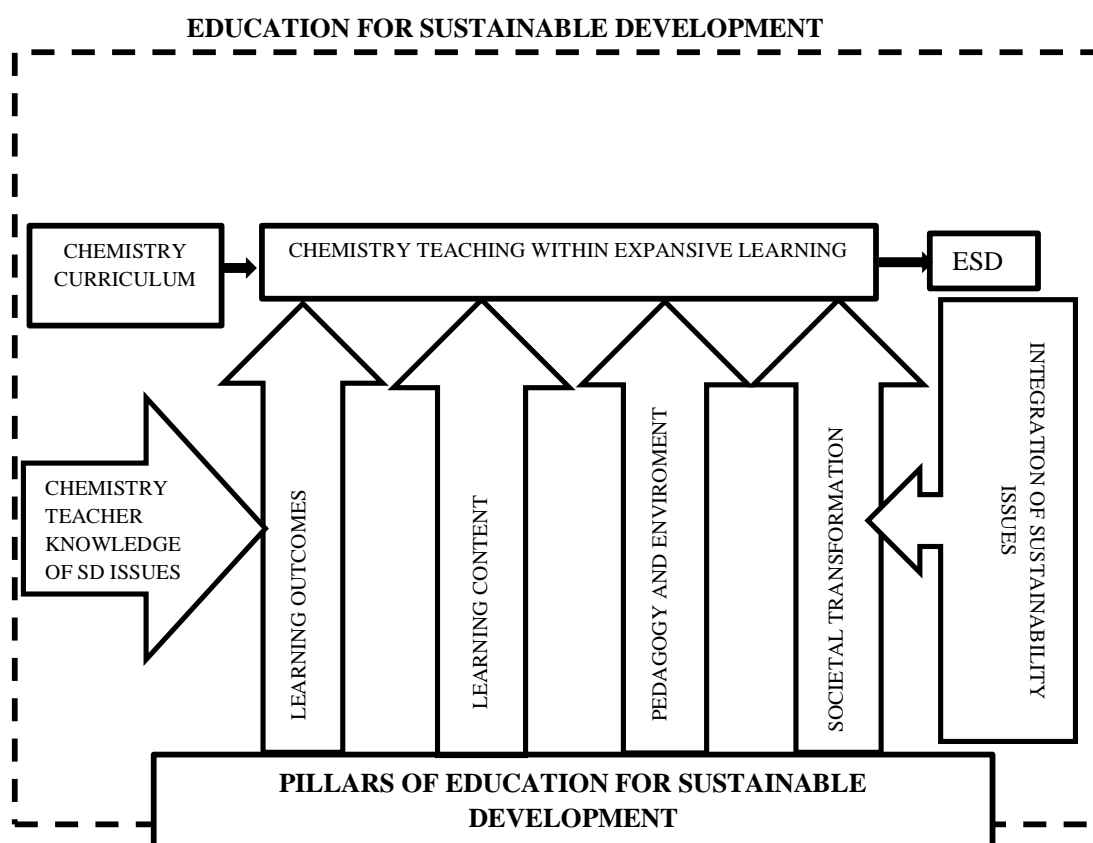 EDUCATION FOR SUSTAINABLE DEVELOPMENT
CHEMISTRY
CURRICULUM
CHEMISTRY TEACHING WITHIN EXPANSIVE LEARNING
ESD
CHEMISTRY
TEACHER
KNOWLEDGE
OF SD ISSUES
LEARNING OUTCOMES
LEARNING CONTENT
PEDAGOGY AND ENVIROMENT
SOCIETAL TRANSFORMATION
INTEGRATION OF SUSTAINABILITY
ISSUES
PILLARS OF EDUCATION FOR SUSTAINABLE
DEVELOPMENT